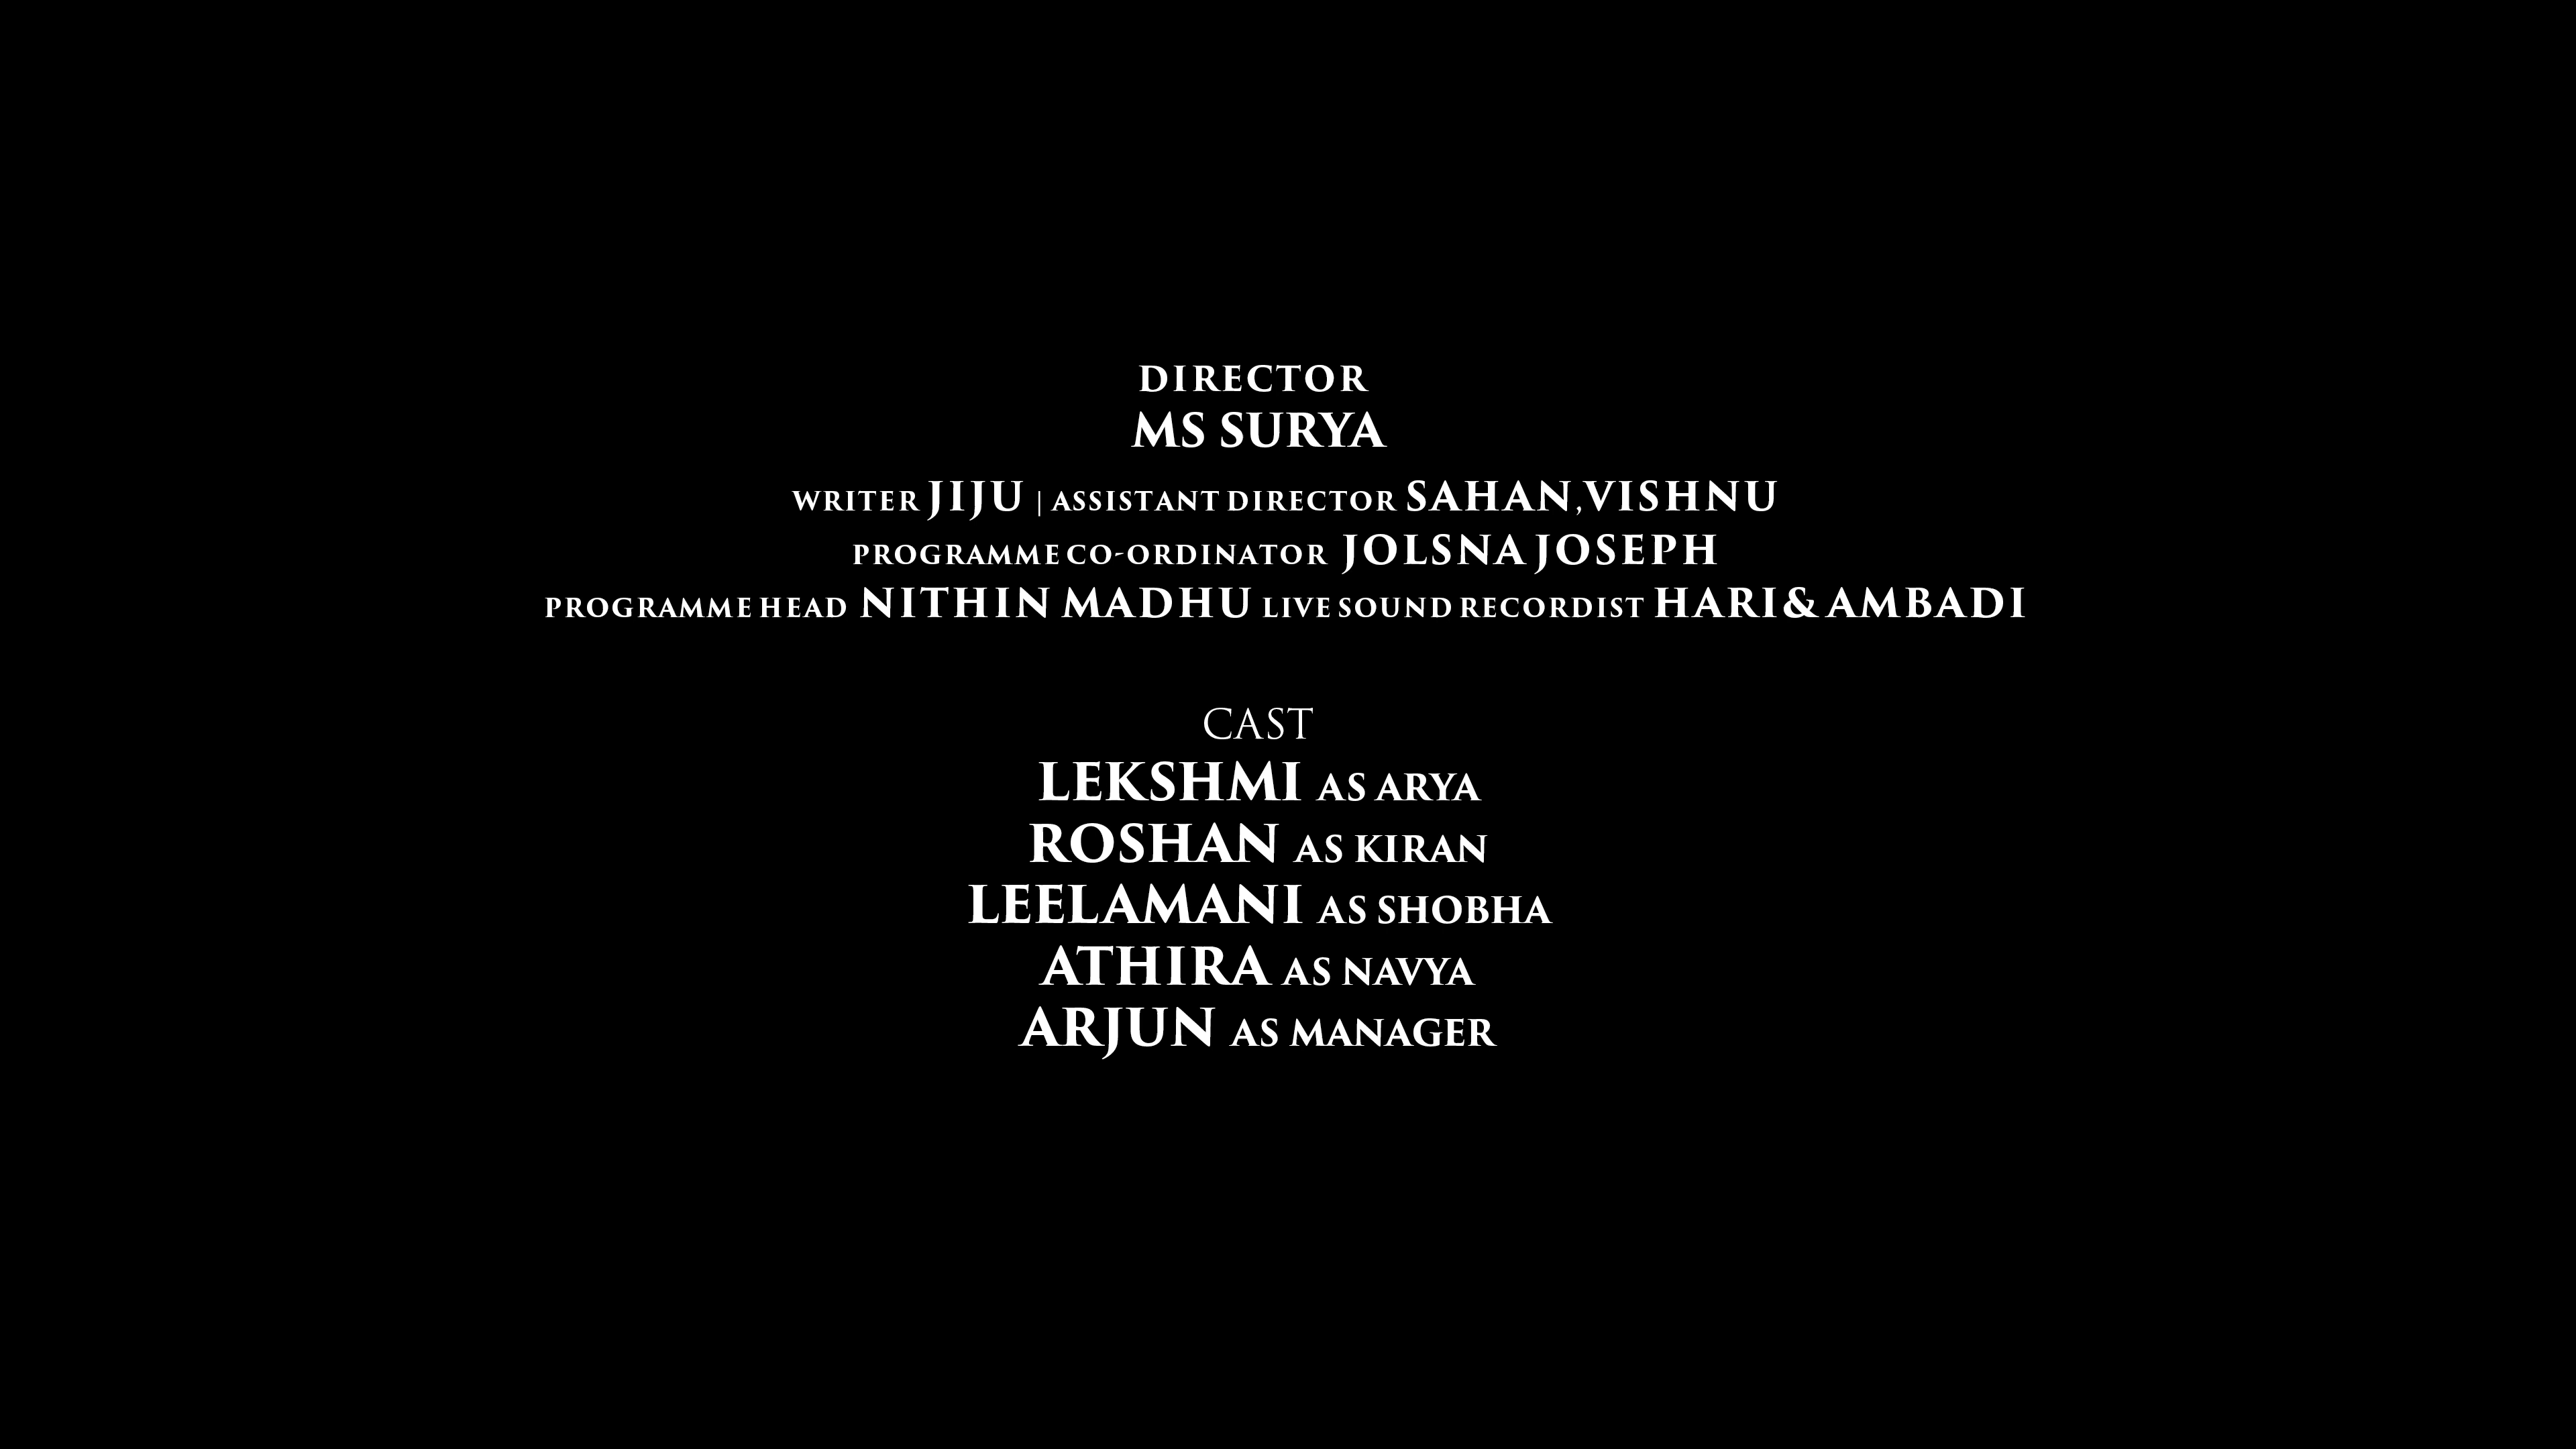 DIRECTOR
MS SURYA
WRITER JIJU | ASSISTANT DIRECTOR SAHAN,VISHNU
PROGRAMME CO-ORDINATOR JOLSNA JOSEPH
PROGRAMME HEAD NITHIN MADHU LIVE SOUND RECORDIST HARI& AMBADI
CAST
LEKSHMI AS ARYA
ROSHAN AS KIRAN
LEELAMANI AS SHOBHA
ATHIRA AS NAVYA
ARJUN AS MANAGER